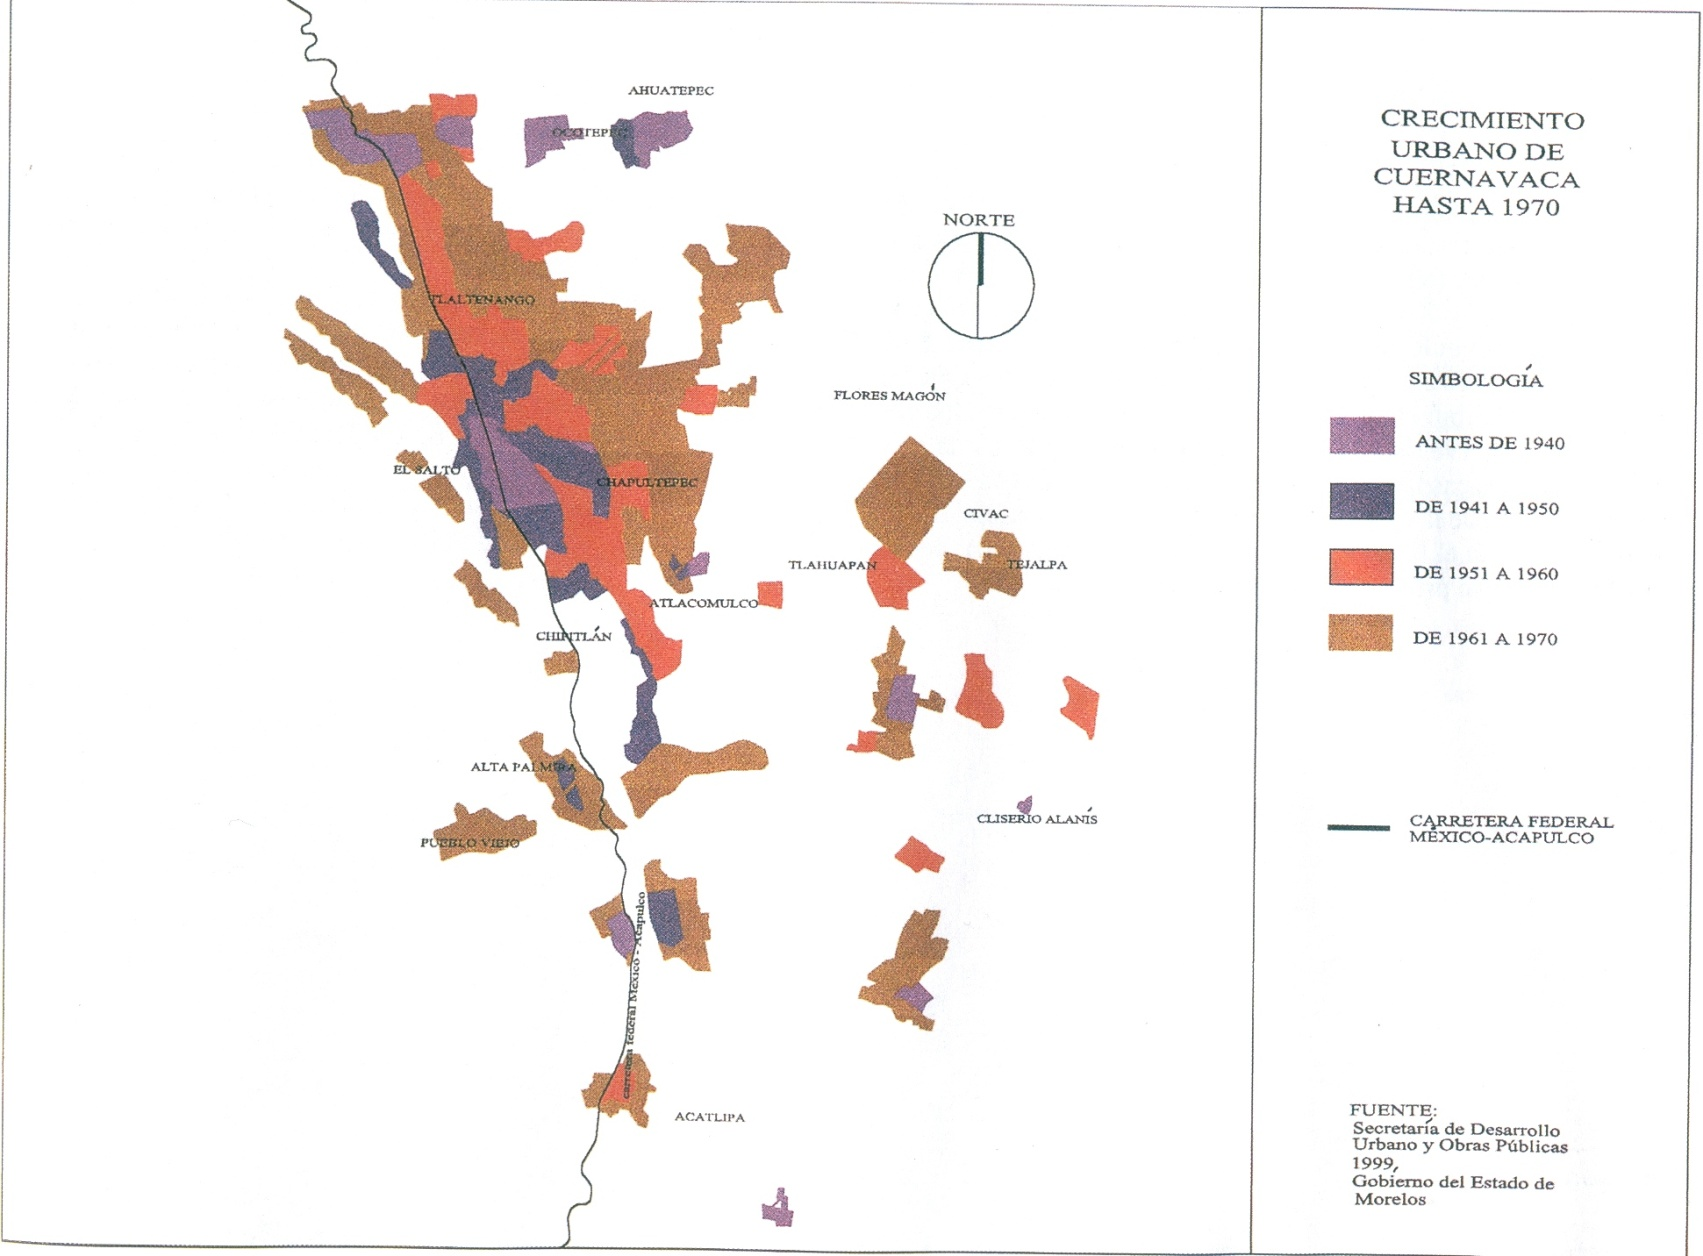 CRECIMIENTO
URBANO DE
CUERNAVACA
HASTA 1970
AHUATEPEC
OCOTEPEC
NORTE
TLALTENANGO
FLORES MAGÓN
EL SALTO
CHAPULTEPEC
CIVAC
TLAHUAPAN
TEJALPA
ATLACOMULCO
CHIPITLÁN
ALTA PALMIRA
CLISERIO ALANÍS
PUEBLO VIEJO
carretera federal México - Acapulco
ACATLIPA
SIMBOLOGÍA
ANTES DE 1940
DE 1941 A 1950
DE 1951 A 1960
DE 1961 A 1970
CARRETERA FEDERAL
MÉXICO-ACAPULCO
FUENTE:
Secretaría de Desarrollo
Urbano y Obras Públicas
1999,
Gobierno del Estado de
Morelos